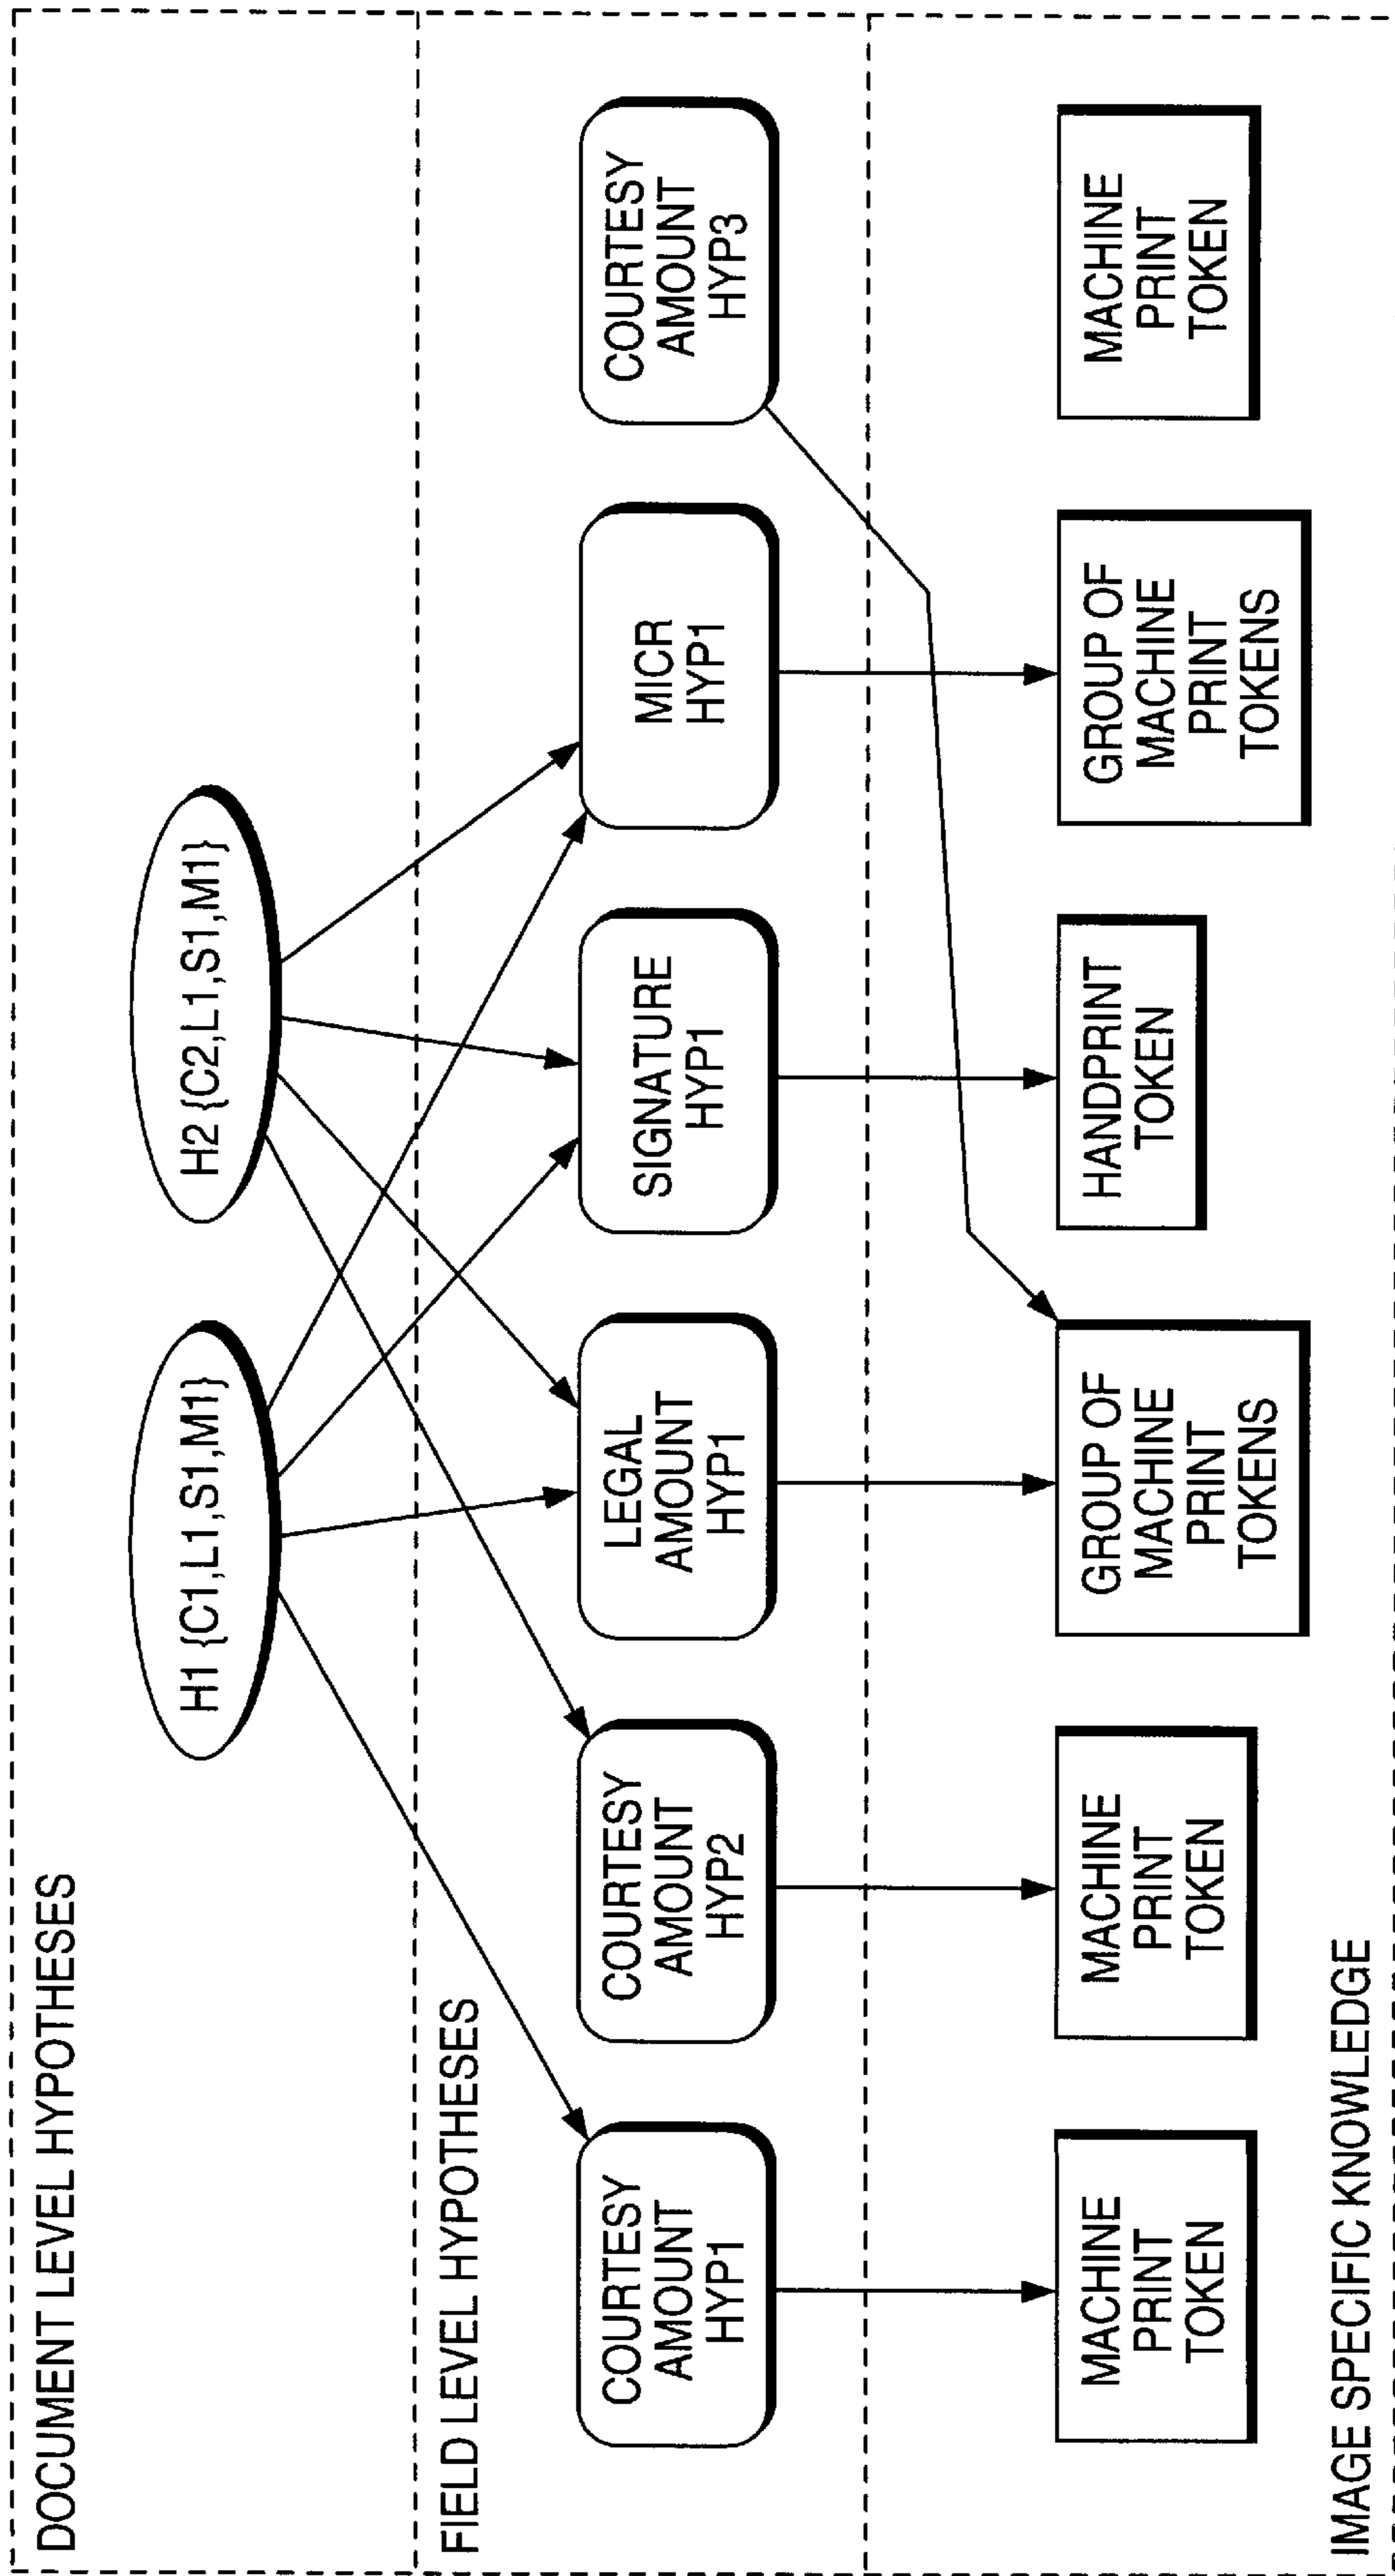 DOCUMENT LEVEL HYPOTHESES
H1 {C1,L1,S1,M1}
H2 {C2,L1,S1,M1}
FIELD LEVEL HYPOTHESES
COURTESY
AMOUNT
HYP1
COURTESY
AMOUNT
HYP2
LEGAL
AMOUNT
HYP1
SIGNATURE
HYP1
MICR
HYP1
COURTESY
AMOUNT
HYP3
MACHINE
PRINT
TOKEN
MACHINE
PRINT
TOKEN
GROUP OF
MACHINE
PRINT
TOKENS
HANDPRINT
TOKEN
GROUP OF
MACHINE
PRINT
TOKENS
MACHINE
PRINT
TOKEN
IMAGE SPECIFIC KNOWLEDGE